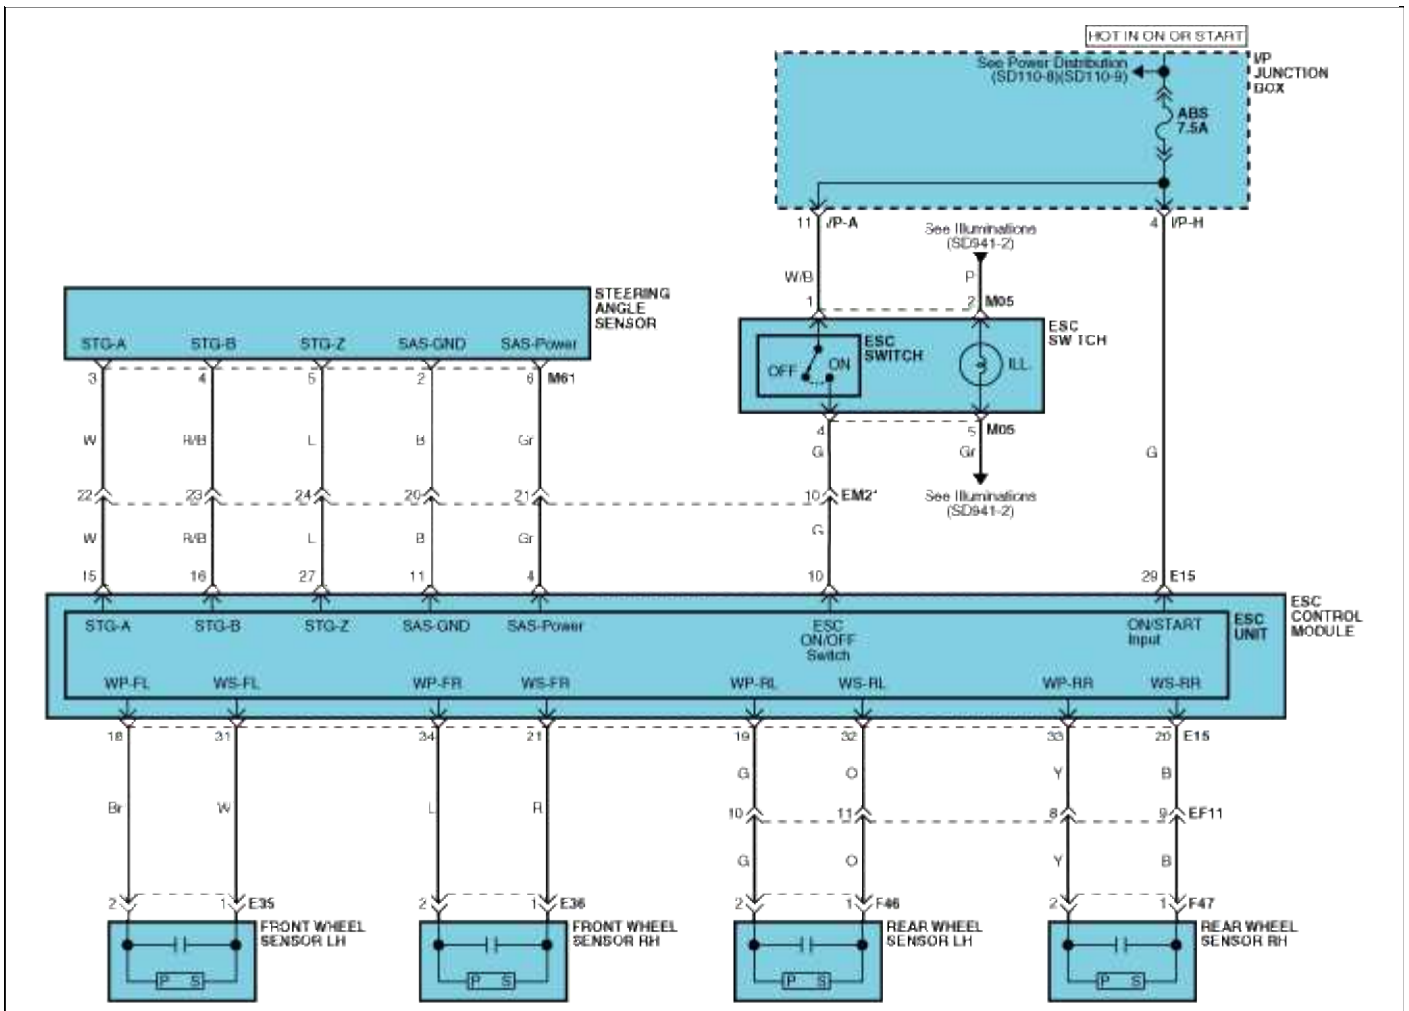 HOT IN ON OR START
See Power Distribution
(SD110-8)(SD110-9)
I/P
JUNCTION
BOX
ABS
7.5A
11 I/P-A
4 I/P-H
See Illuminations
(SD941-2)
W/B
P
1
2 M05
STEERING
ANGLE
SENSOR
STG-A STG-B STG-Z SAS-GND SAS-Power
ESC
SWITCH
ESC
SWITCH
OFF ON
ILL.
3 4 5 2 6 M61
4 5 M05
W R/B L B Gr
G Gr G
22 23 24 20 21
10
See Illuminations
(SD941-2)
W R/B L B Gr
G
15 16 27 11 4 10 29 E15
ESC
CONTROL
MODULE
ESC
UNIT
STG-A STG-B STG-Z SAS-GND SAS-Power
ESC
ON/OFF
Switch
ON/START
Input
WP-FL WS-FL WP-FR WS-FR WP-RL WS-RL WP-RR WS-RR
18 31 34 21 19 32 33 20 E15
G O Y B
Br W L R
10 11 8 9 EF11
G O Y B
2 1 E35
2 1 E36
2 1 F46
2 1 F47
FRONT WHEEL
SENSOR LH
FRONT WHEEL
SENSOR RH
REAR WHEEL
SENSOR LH
REAR WHEEL
SENSOR RH
P S
P S
P S
P S